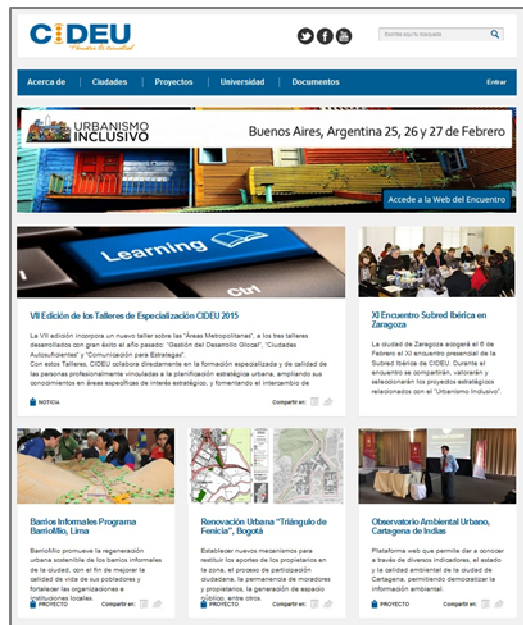 CIDEU
Escribe aquí tu búsqueda
Acerca de
Ciudades
Proyectos
Universidad
Documentos
Entrar
URBANISMO
INCLUSIVO
Buenos Aires, Argentina 25, 26 y 27 de Febrero
Accede a la Web del Encuentro
Learning
Ctrl
VII Edición de los Talleres de Especialización CIDEU 2015
La VII edición incorpora un nuevo taller sobre las "Áreas Metropolitanas", a los tres talleres
desarrollados con gran éxito el año pasado: "Gestión del Desarrollo Glocal", "Ciudades
Autosuficientes" y "Comunicación para Estrategas".
Con estos Talleres, CIDEU colabora directamente en la formación especializada y de calidad de
las personas profesionalmente vinculadas a la planificación estratégica urbana, ampliando sus
conocimientos en áreas específicas de interés estratégico, y fomentando el intercambio de
NOTICIA
Compartir en:
XI Encuentro Subred Ibérica en
Zaragoza
La ciudad de Zaragoza acogerá el 6 de
Febrero el XI encuentro presencial de la
Subred Ibérica de CIDEU. Durante el
encuentro se compartirán, valorarán y
seleccionarán los proyectos estratégicos
relacionados con el "Urbanismo Inclusivo".
Barrios Informales Programa
BarrioMio, Lima
BarrioMio promueve la regeneración
urbana sostenible de los barrios informales
de la ciudad, con el fin de mejorar la
calidad de vida de sus pobladores y
fortalecer las organizaciones e
instituciones locales.
PROYECTO
Compartir en:
Renovación Urbana "Triángulo de
Fenicia", Bogotá
Establecer nuevos mecanismos para
restituir los aportes de los propietarios en
la zona, el proceso de participación
ciudadana, la permanencia de moradores
y propietarios, la generación de espacio
público, entre otros.
PROYECTO
Compartir en:
Observatorio Ambiental Urbano,
Cartagena de Indias
Plataforma web que permite dar a conocer
a través de diversos indicadores, el estado
y la calidad ambiental de la ciudad de
Cartagena, permitiendo democratizar la
información ambiental.
PROYECTO
Compartir en: